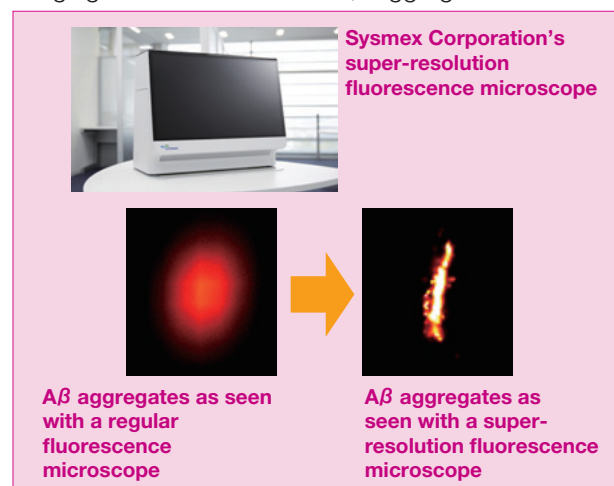 Sysmex Corporation's
super-resolution
fluorescence microscope
Aβ aggregates as seen
with a regular
fluorescence
microscope
Aβ aggregates as
seen with a super-
resolution fluorescence
microscope